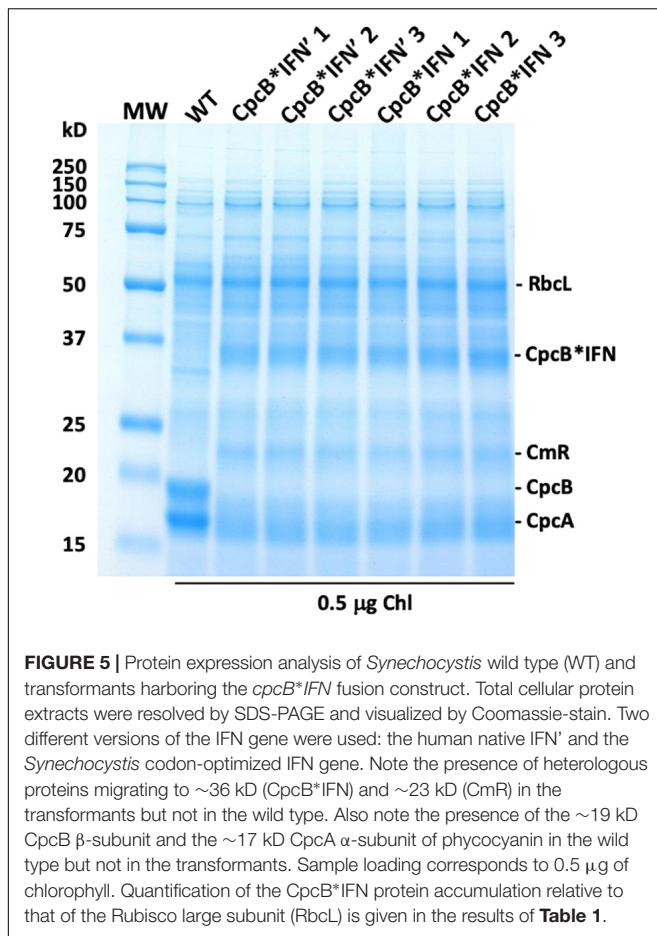 CpcB*IFN' 1
CpcB*IFN' 2
CpcB*IFN' 3
CpcB*IFN 1
CpcB*IFN 2
CpcB*IFN 3
MW
WT
kD
250
150
100
75
50
37
25
20
15
- RbcL
- CpcB*IFN
- CmR
- CpcB
- CpcA
0.5 µg Chl
FIGURE 5 | Protein expression analysis of Synechocystis wild type (WT) and
transformants harboring the cpcB*IFN fusion construct. Total cellular protein
extracts were resolved by SDS-PAGE and visualized by Coomassie-stain. Two
different versions of the IFN gene were used: the human native IFN' and the
Synechocystis codon-optimized IFN gene. Note the presence of heterologous
proteins migrating to ~36 kD (CpcB*IFN) and ~23 kD (CmR) in the
transformants but not in the wild type. Also note the presence of the ~19 kD
CpcB β-subunit and the ~17 kD CpcA α-subunit of phycocyanin in the wild
type but not in the transformants. Sample loading corresponds to 0.5 µg of
chlorophyll. Quantification of the CpcB*IFN protein accumulation relative to
that of the Rubisco large subunit (RbcL) is given in the results of Table 1.